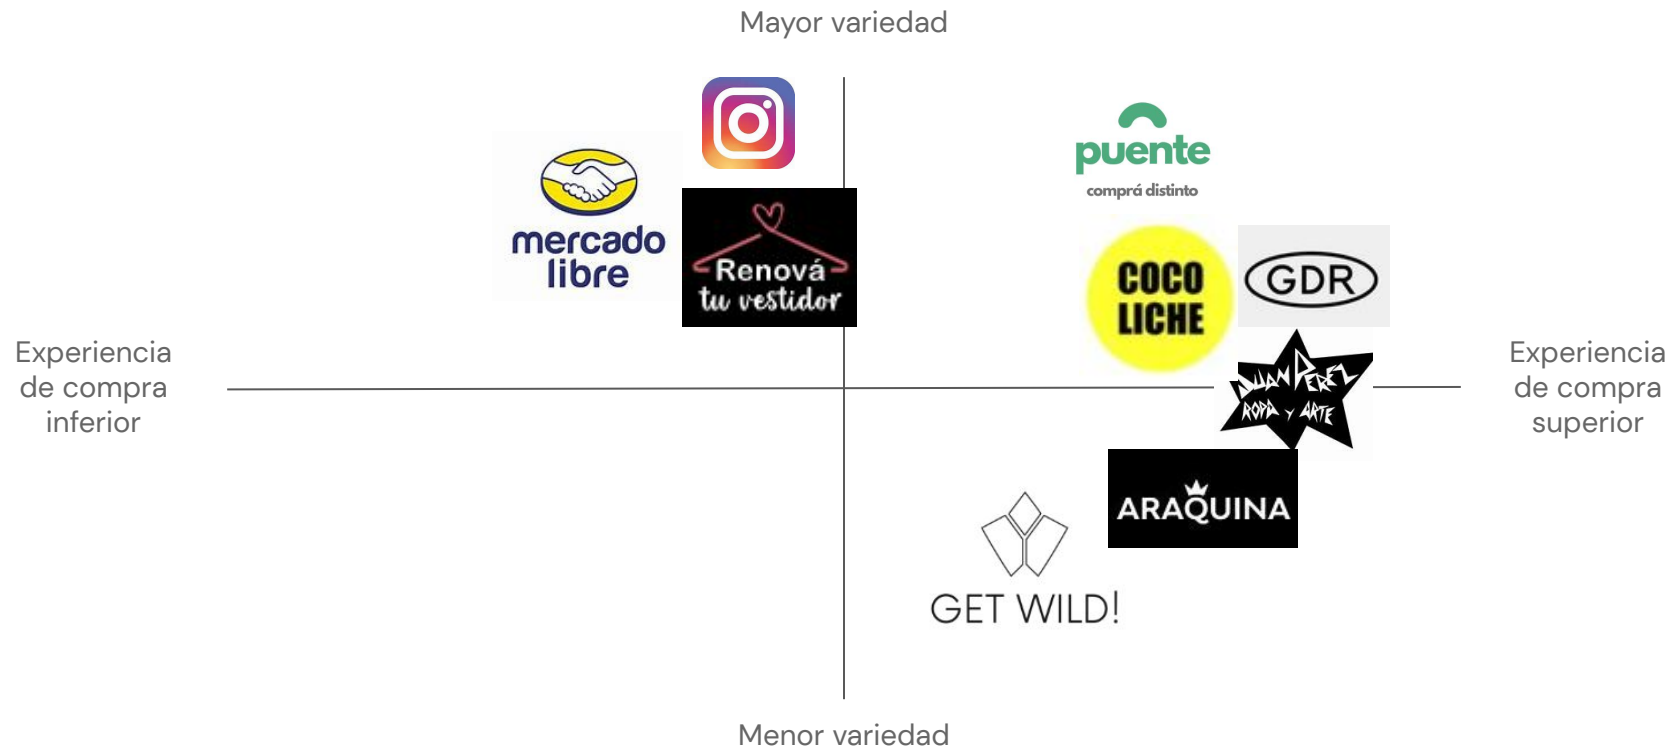 Mayor variedad
puente
comprá distinto
mercado
libre
Renová
tu vestidor
COCO
LICHE
GDR
Experiencia
de compra
inferior
Experiencia
de compra
superior
JUAN PEREZ
ROPA Y ARTE
ARAQUINA
GET WILD!
Menor variedad